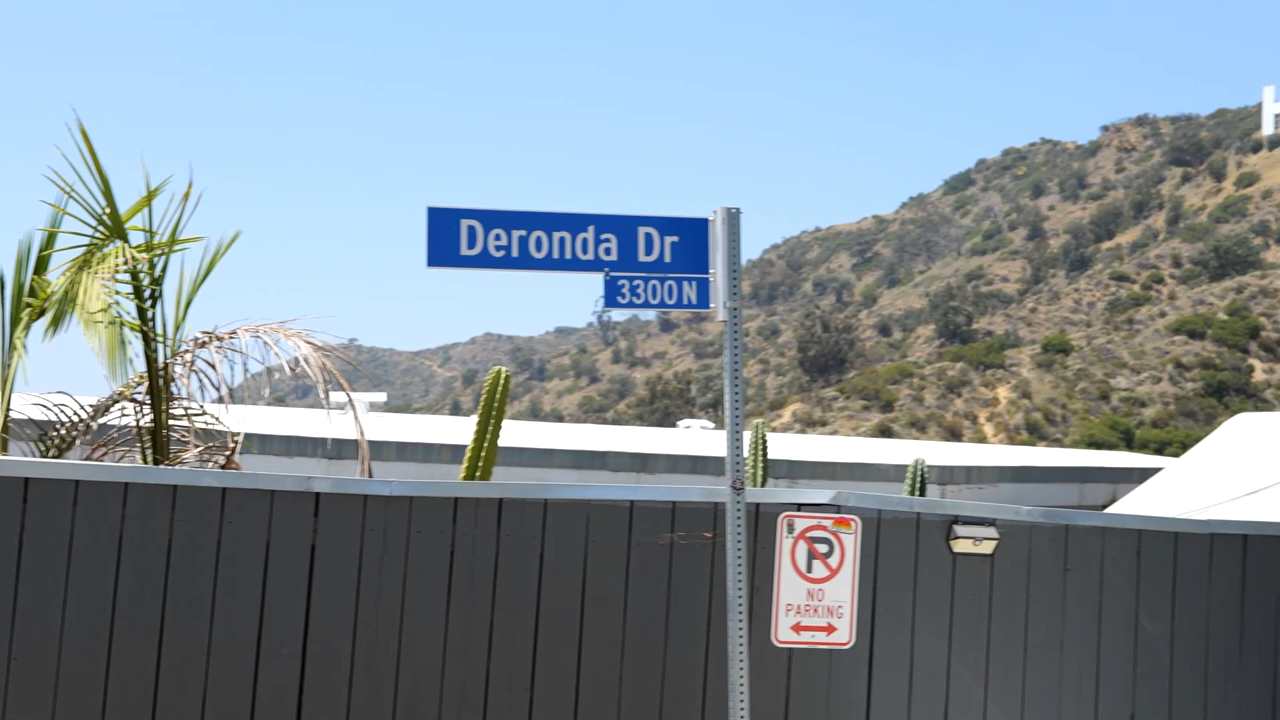 Deronda Dr
3300 N
P
NO
PARKING
H